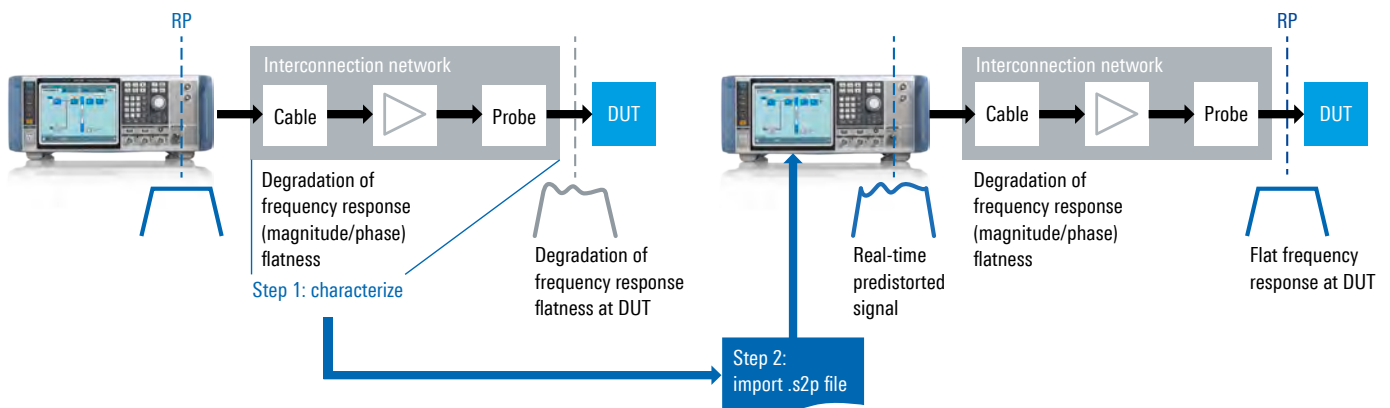 RP
Interconnection network
Cable
Probe
DUT
Degradation of
frequency response
(magnitude/phase)
flatness
Step 1: characterize
Degradation of
frequency response
flatness at DUT
RP
Interconnection network
Cable
Probe
DUT
Real-time
predistorted
signal
Degradation of
frequency response
(magnitude/phase)
flatness
Flat frequency
response at DUT
Step 2:
import .s2p file